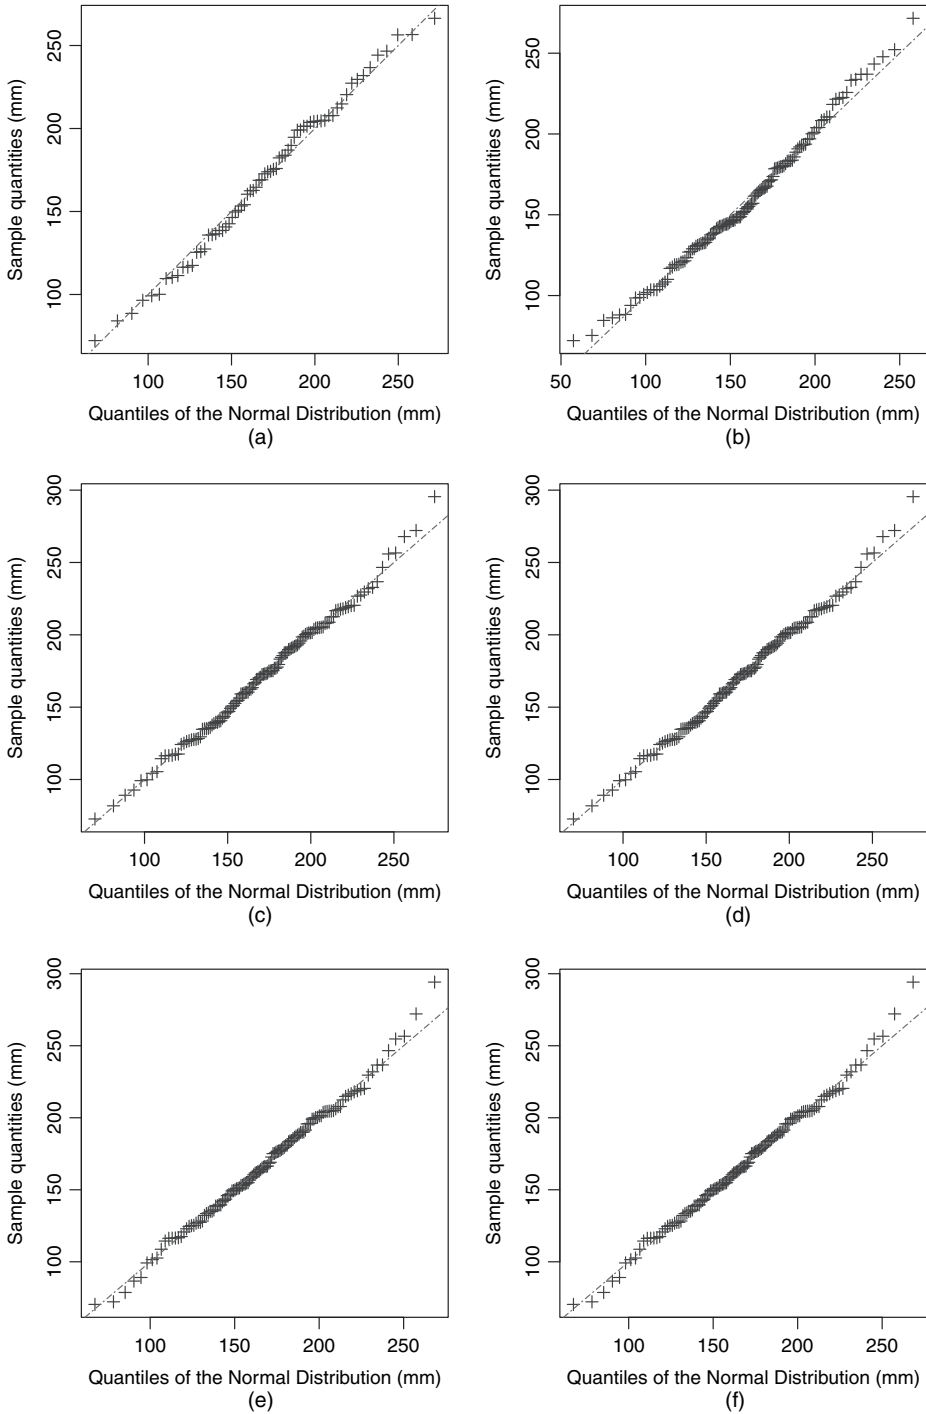 Sample quantities (mm)
100 150 200 250
100 150 200 250
Quantiles of the Normal Distribution (mm)
(a)
Sample quantities (mm)
100 150 200 250
50 100 150 200 250
Quantiles of the Normal Distribution (mm)
(b)
Sample quantities (mm)
100 150 200 250 300
100 150 200 250
Quantiles of the Normal Distribution (mm)
(c)
Sample quantities (mm)
100 150 200 250 300
100 150 200 250
Quantiles of the Normal Distribution (mm)
(d)
Sample quantities (mm)
100 150 200 250 300
100 150 200 250
Quantiles of the Normal Distribution (mm)
(e)
Sample quantities (mm)
100 150 200 250 300
100 150 200 250
Quantiles of the Normal Distribution (mm)
(f)